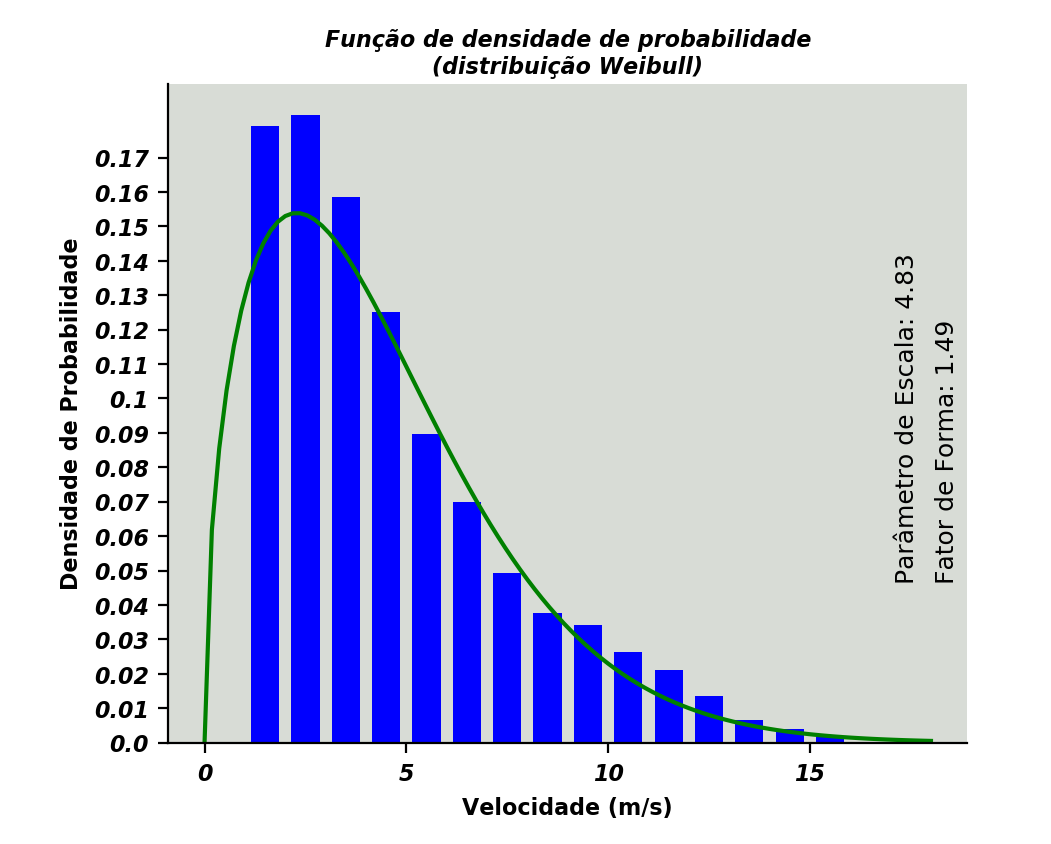 Função de densidade de probabilidade
(distribuição Weibull)
Densidade de Probabilidade
0.17
0.16
0.15
0.14
0.13
0.12
0.11
0.1
0.09
0.08
0.07
0.06
0.05
0.04
0.03
0.02
0.01
0.0
0 5 10 15
Velocidade (m/s)
Parâmetro de Escala: 4.83
Fator de Forma: 1.49